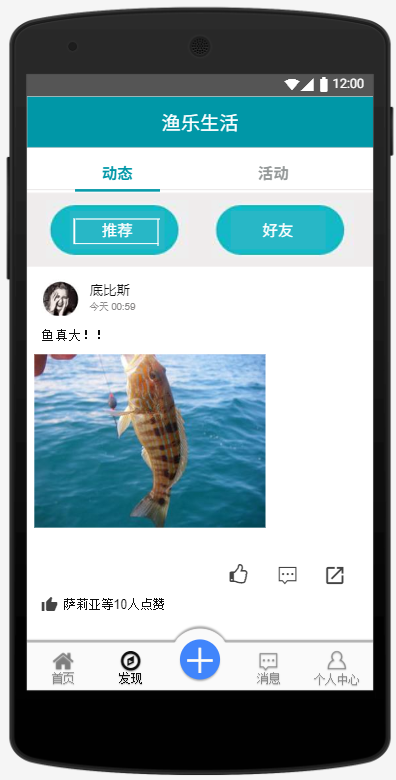 12:00
渔乐生活
动态 活动
推荐 好友
底比斯
今天 00:59
鱼真大！！
萨莉亚等10人点赞
首页 发现 消息 个人中心